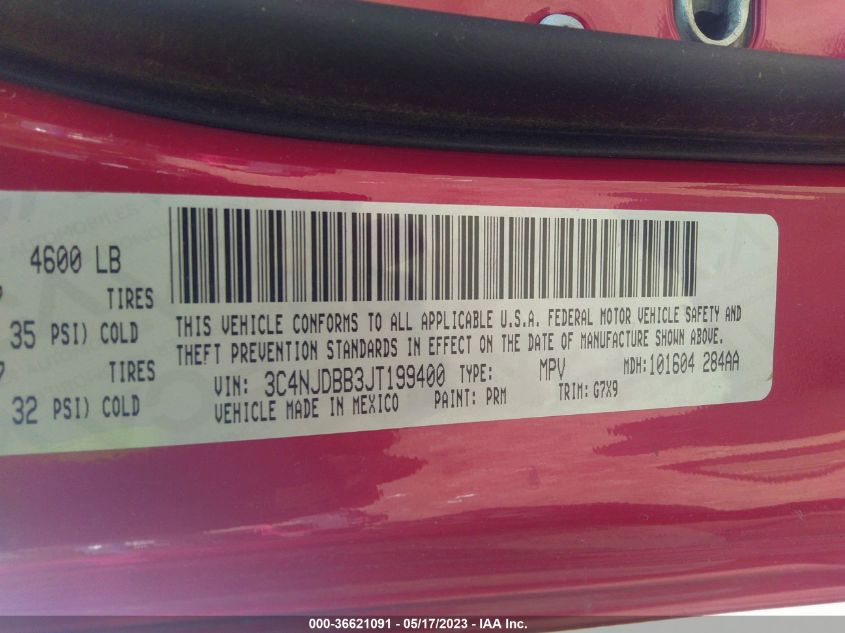 4600 LB
TIRES
35 PSI) COLD
TIRES
32 PSI) COLD
THIS VEHICLE CONFORMS TO ALL APPLICABLE U.S.A. FEDERAL MOTOR VEHICLE SAFETY AND
THEFT PREVENTION STANDARDS IN EFFECT ON THE DATE OF MANUFACTURE SHOWN ABOVE.
VIN: 3C4NJDBB3JT199400 TYPE: MPV MDH:101604 284AA
VEHICLE MADE IN MEXICO PAINT: PRM TRIM: G7X9
000-36621091 - 05/17/2023 - IAA Inc.